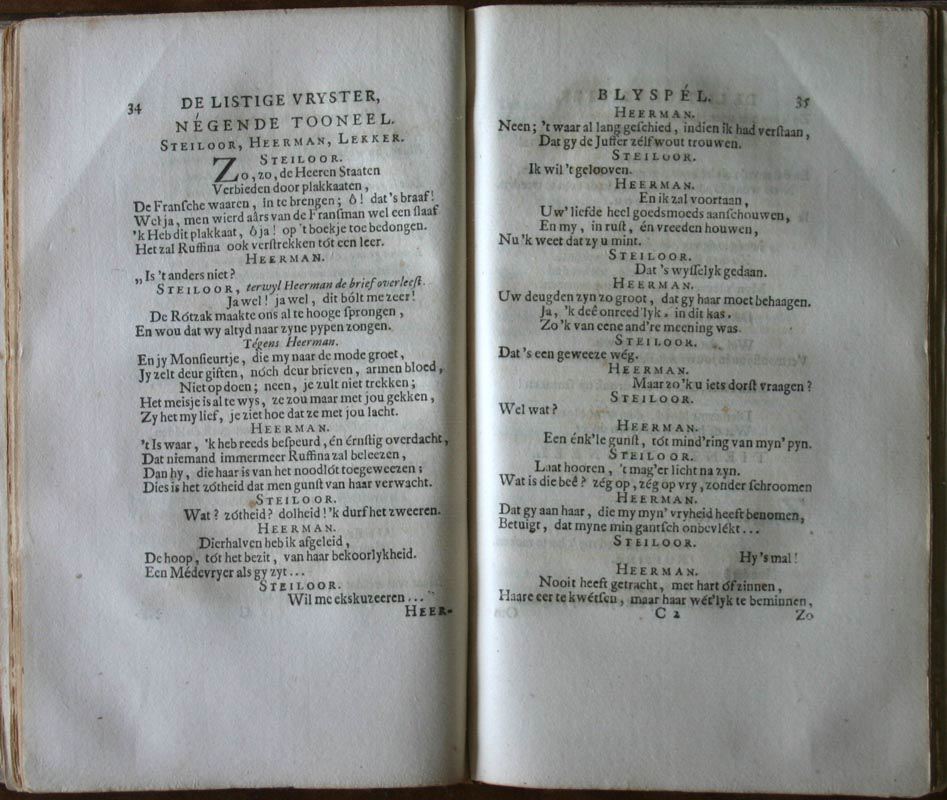 34 DE LISTIGE VRYSTER,
NÉGENDE TOONEEL.
STEILOOR, HEERMAN, LEKKER.
STEILOOR.
Zo, zo, de Heeren Staaten
Verbieden door plakkaaten,
De Franſche waaren, in te brengen; ô! dat's braaf!
Wel ja, men wierd aârs van de Franſman wel een ſlaaf
'k Heb dit plakkaat, ô ja! op 't boekje toe bedongen.
Het zal Ruffina ook verſtrekken tót een leer.
HEERMAN.
„Is 't anders niet?
STEILOOR, terwyl Heerman de brief overleeſt.
Ja wel! ja wel, dit bólt me zeer!
De Rótzak maakte ons al te hooge ſprongen,
En wou dat wy altyd naar zyne pypen zongen.
Tégens Heerman.
En jy Monſieurtje, die my naar de mode groet,
Jy zelt deur giften, nóch deur brieven, armen bloed,
Niet opdoen; neen, je zult niet trekken;
Het meisje is al te wys, ze zou maar met jou gekken,
Zy het my lief, je ziet hoe dat ze met jou lacht.
HEERMAN.
't Is waar, 'k heb reeds beſpeurd, én érnſtig overdacht,
Dat niemand immermeer Ruffina zal beleezen,
Dan hy, die haar is van het noodlót toegeweezen;
Dies is het zótheid dat men gunſt van haar verwacht.
STEILOOR.
Wat? zótheid? dolheid!'k durf het zweeren.
HEERMAN.
Dierhalven heb ik afgeleid,
De hoop, tót het bezit, van haar bekoorlykheid.
Een Médevryer als gy zyt...
STEILOOR.
Wil me ekskuzeeren...
HEER-
BLYSPÉL. 35
HEERMAN.
Neen; 't waar al lang geſchied, indien ik had verſtaan,
Dat gy de Juffer zélf wout trouwen.
STEILOOR.
Ik wil 't gelooven.
HEERMAN.
En ik zal voortaan,
Uw' liefde heel goedsmoeds aanſchouwen,
En my, in ruſt, én vreeden houwen,
Nu 'k weet dat zy u mint.
STEILOOR.
Dat 's wyſſelyk gedaan.
HEERMAN.
Uw deugden zyn zo groot, dat gy haar moet behaagen.
Ja, 'k deê onreed'lyk, in dit kas,
Zo 'k van eene and're meening was.
STEILOOR.
Dat's een geweeze wég.
HEERMAN.
Maar zo 'k u iets dorſt vraagen?
STEILOOR.
Wel wat?
HEERMAN.
Een énk'le gunſt, tót mind'ring van myn' pyn.
STEILOOR.
Laat hooren, 't mag'er licht na zyn.
Wat is die beê? zég op, zég op vry, zonder ſchroomen
HEERMAN.
Dat gy aan haar, die my myn' vryheid heeft benomen,
Betuigt, dat myne min gantſch onbevlékt...
STEILOOR.
Hy 's mal!
HEERMAN.
Nooit heeft getracht, met hart óf zinnen,
Haare eer te kwétſen, maar haar wét'lyk te beminnen,
C 2 Zo